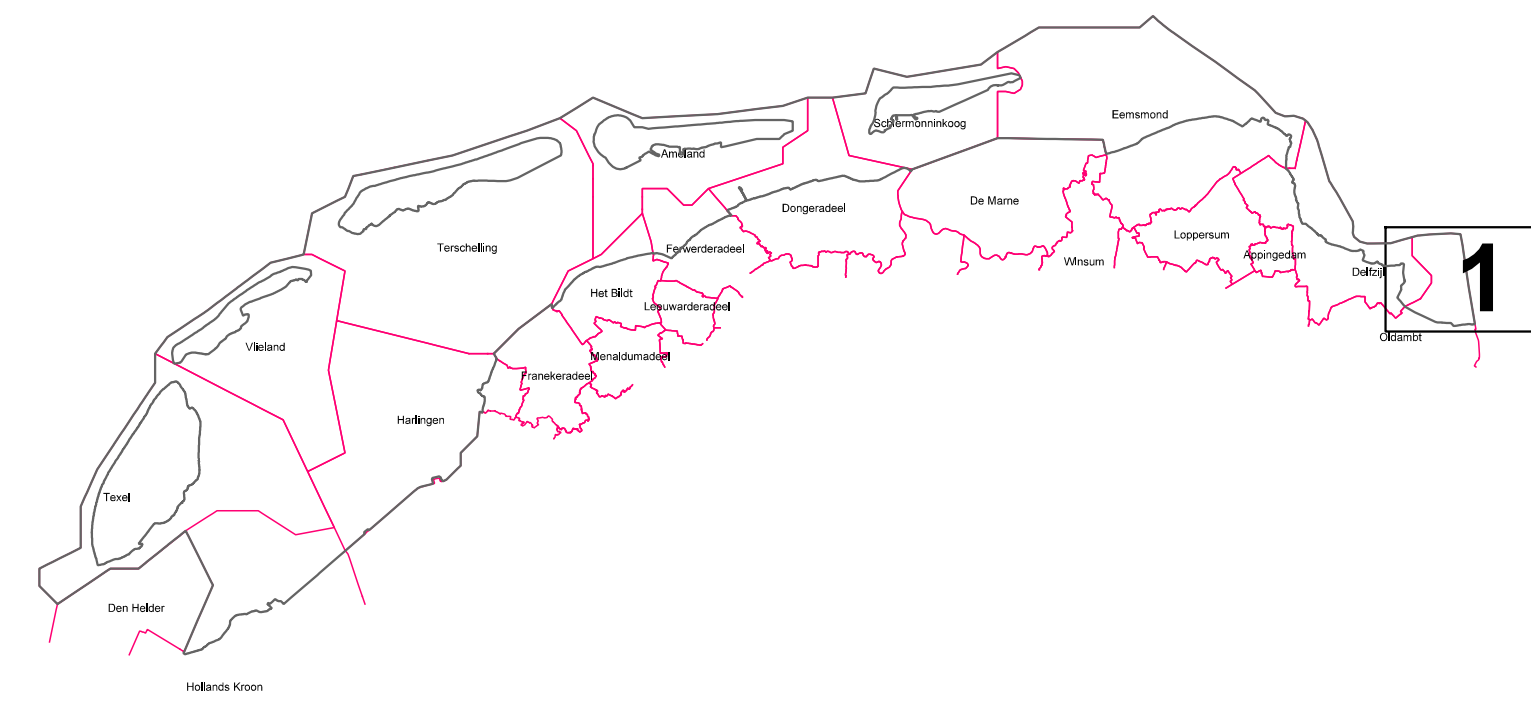 Eemsmond
Schiermonninkoog
Ameland
De Marne
Dongeradeel
Loppersum
Terschelling
Ferwerderadeel
Appingedam
WInsum
Delfzijl
1
Het Bildt
Leeuwarderadeel
Oldambt
Vlieland
Menaldumadeel
Franekeradeel
Harlingen
Texel
Den Helder
Hollands Kroon